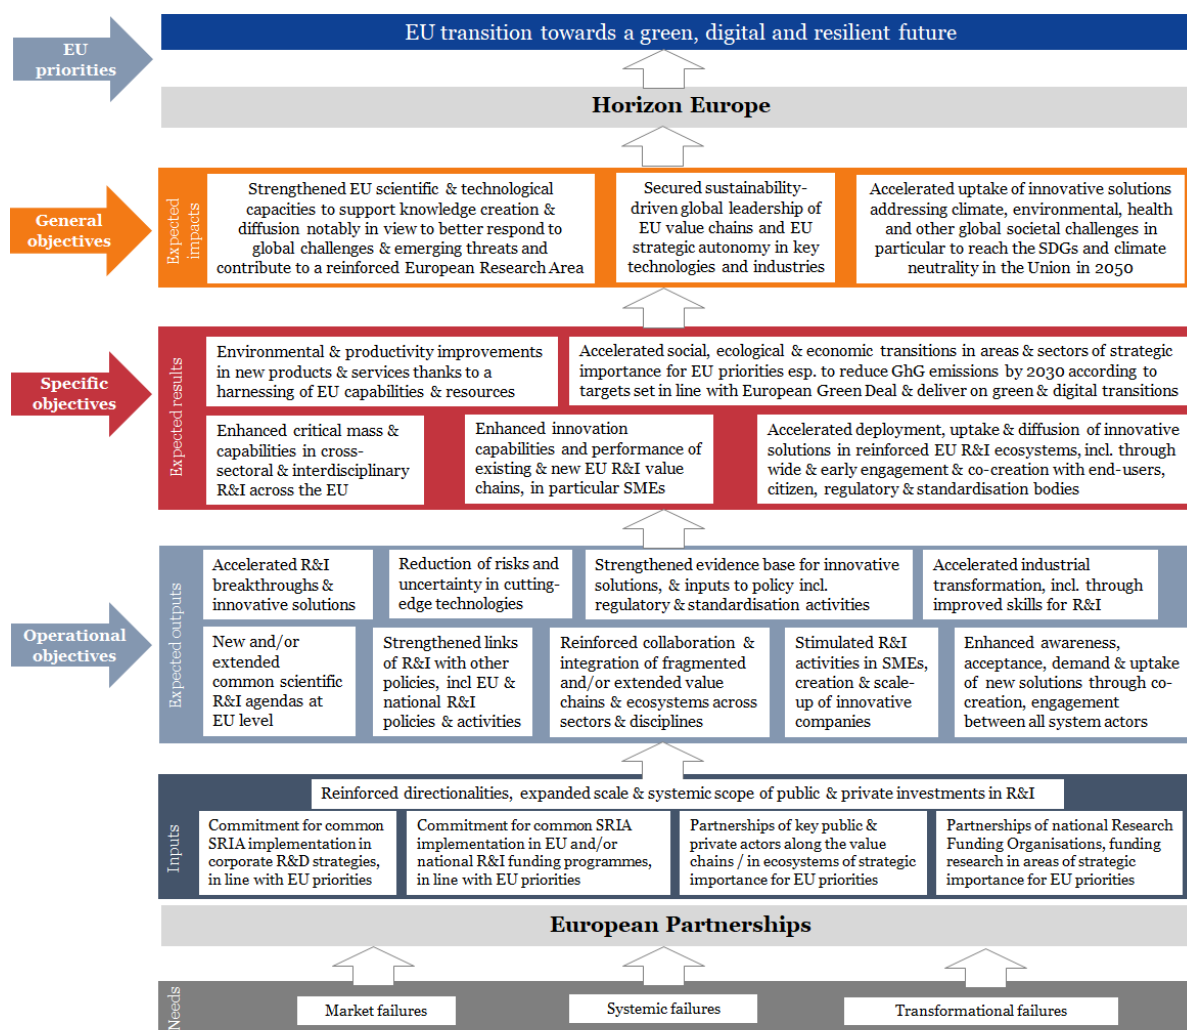 EU
priorities
EU transition towards a green, digital and resilient future
Horizon Europe
General
objectives
Expected
impacts
Strengthened EU scientific & technological
capacities to support knowledge creation &
diffusion notably in view to better respond to
global challenges & emerging threats and
contribute to a reinforced European Research Area
Secured sustainability-
driven global leadership of
EU value chains and EU
strategic autonomy in key
technologies and industries
Accelerated uptake of innovative solutions
addressing climate, environmental, health
and other global societal challenges in
particular to reach the SDGs and climate
neutrality in the Union in 2050
Specific
objectives
Expected results
Environmental & productivity improvements
in new products & services thanks to a
harnessing of EU capabilities & resources
Accelerated social, ecological & economic transitions in areas & sectors of strategic
importance for EU priorities esp. to reduce GhG emissions by 2030 according to
targets set in line with European Green Deal & deliver on green & digital transitions
Enhanced critical mass &
capabilities in cross-
sectoral & interdisciplinary
R&I across the EU
Enhanced innovation
capabilities and performance of
existing & new EU R&I value
chains, in particular SMEs
Accelerated deployment, uptake & diffusion of innovative
solutions in reinforced EU R&I ecosystems, incl. through
wide & early engagement & co-creation with end-users,
citizen, regulatory & standardisation bodies
Operational
objectives
Expected outputs
Accelerated R&I
breakthroughs &
innovative solutions
Reduction of risks and
uncertainty in cutting-
edge technologies
Strengthened evidence base for innovative
solutions, & inputs to policy incl.
regulatory & standardisation activities
Accelerated industrial
transformation, incl. through
improved skills for R&I
New and/or
extended
common scientific
R&I agendas at
EU level
Strengthened links
of R&I with other
policies, incl EU &
national R&I
policies & activities
Reinforced collaboration &
integration of fragmented
and/or extended value
chains & ecosystems across
sectors & disciplines
Stimulated R&I
activities in SMEs,
creation & scale-
up of innovative
companies
Enhanced awareness,
acceptance, demand & uptake
of new solutions through co-
creation, engagement
between all system actors
Inputs
Reinforced directionalities, expanded scale & systemic scope of public & private investments in R&I
Commitment for common
SRIA implementation in
corporate R&D strategies,
in line with EU priorities
Commitment for common SRIA
implementation in EU and/or
national R&I funding programmes,
in line with EU priorities
Partnerships of key public &
private actors along the value
chains / in ecosystems of strategic
importance for EU priorities
Partnerships of national Research
Funding Organisations, funding
research in areas of strategic
importance for EU priorities
European Partnerships
Needs
Market failures
Systemic failures
Transformational failures